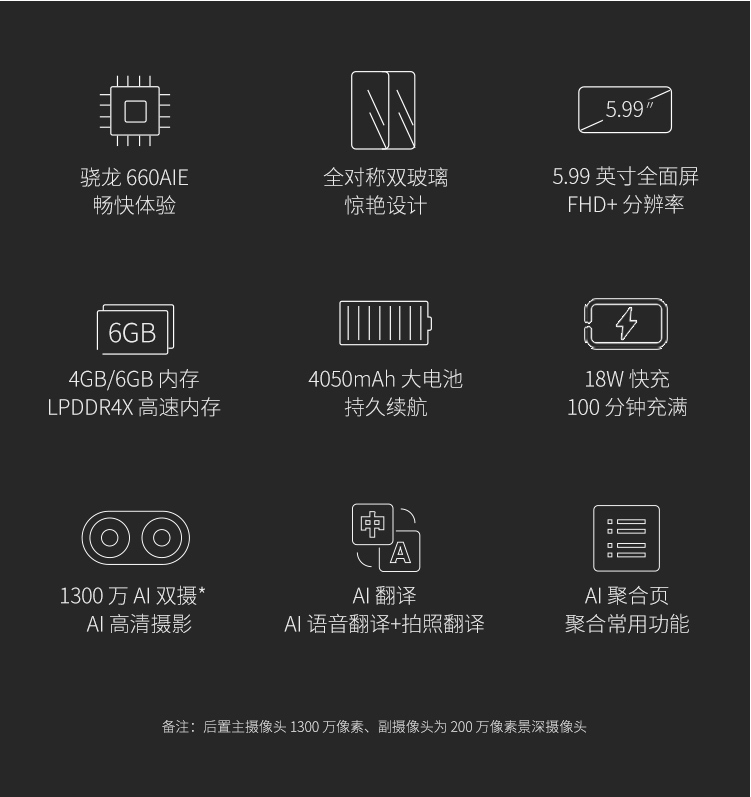 5.99″
骁龙 660AIE
畅快体验
全对称双玻璃
惊艳设计
5.99 英寸全面屏
FHD+ 分辨率
6GB
4GB/6GB 内存
LPDDR4X 高速内存
4050mAh 大电池
持久续航
18W 快充
100 分钟充满
中
A
1300 万 AI 双摄*
AI 高清摄影
AI 翻译
AI 语音翻译+拍照翻译
AI 聚合页
聚合常用功能
备注：后置主摄像头 1300 万像素、副摄像头为 200 万像素景深摄像头